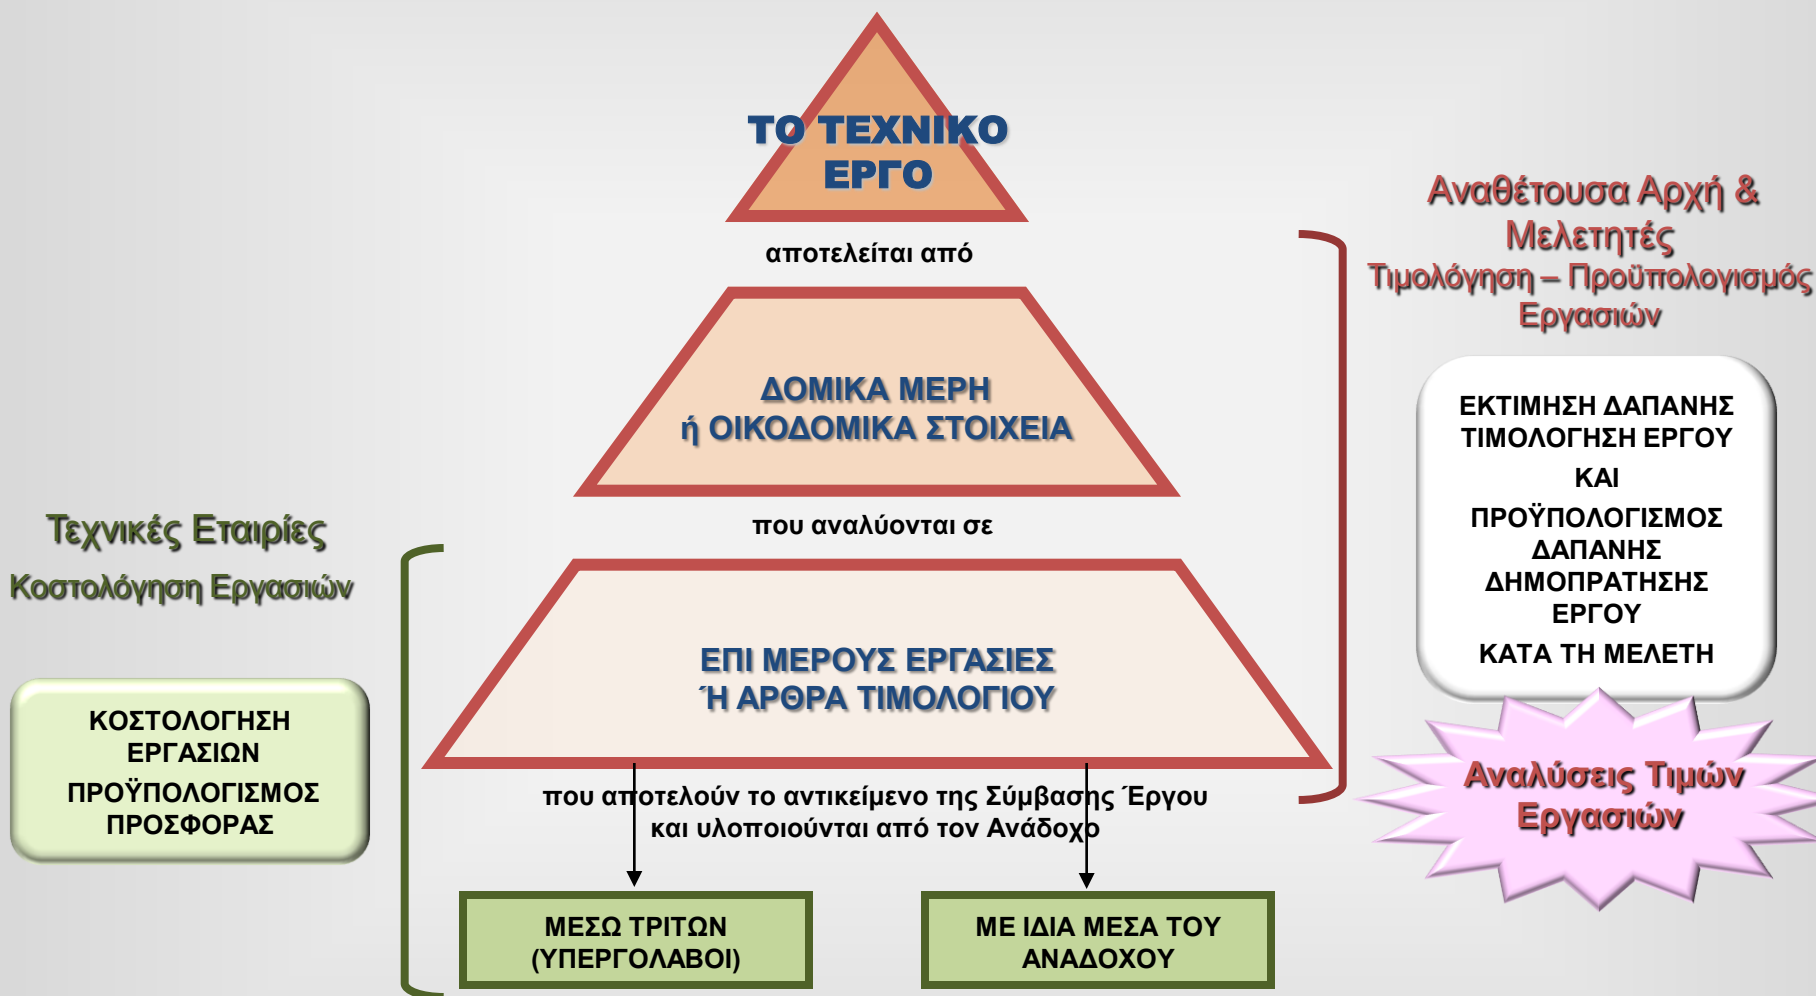 ΤΟ ΤΕΧΝΙΚΟ
ΕΡΓΟ
αποτελείται από
ΔΟΜΙΚΑ ΜΕΡΗ
ή ΟΙΚΟΔΟΜΙΚΑ ΣΤΟΙΧΕΙΑ
που αναλύονται σε
ΕΠΙ ΜΕΡΟΥΣ ΕΡΓΑΣΙΕΣ
Ή ΑΡΘΡΑ ΤΙΜΟΛΟΓΙΟΥ
που αποτελούν το αντικείμενο της Σύμβασης Έργου
και υλοποιούνται από τον Ανάδοχο
ΜΕΣΩ ΤΡΙΤΩΝ
(ΥΠΕΡΓΟΛΑΒΟΙ)
ΜΕ ΙΔΙΑ ΜΕΣΑ ΤΟΥ
ΑΝΑΔΟΧΟΥ
Τεχνικές Εταιρίες
Κοστολόγηση Εργασιών
ΚΟΣΤΟΛΟΓΗΣΗ
ΕΡΓΑΣΙΩΝ
ΠΡΟΫΠΟΛΟΓΙΣΜΟΣ
ΠΡΟΣΦΟΡΑΣ
Αναθέτουσα Αρχή &
Μελετητές
Τιμολόγηση – Προϋπολογισμός
Εργασιών
ΕΚΤΙΜΗΣΗ ΔΑΠΑΝΗΣ
ΤΙΜΟΛΟΓΗΣΗ ΕΡΓΟΥ
ΚΑΙ
ΠΡΟΫΠΟΛΟΓΙΣΜΟΣ
ΔΑΠΑΝΗΣ
ΔΗΜΟΠΡΑΤΗΣΗΣ
ΕΡΓΟΥ
ΚΑΤΑ ΤΗ ΜΕΛΕΤΗ
Αναλύσεις Τιμών
Εργασιών